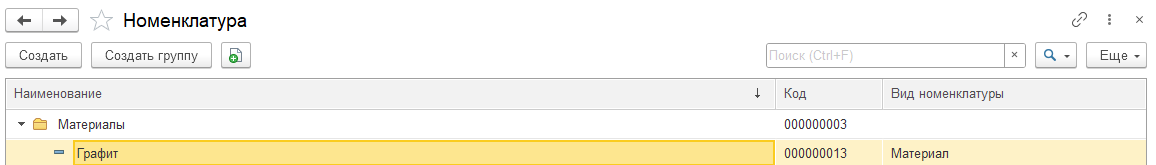 Номенклатура
Создать Создать группу Поиск (Ctrl+F) × Еще
Наименование ↓ Код Вид номенклатуры
Материалы 000000003
Графит 000000013 Материал